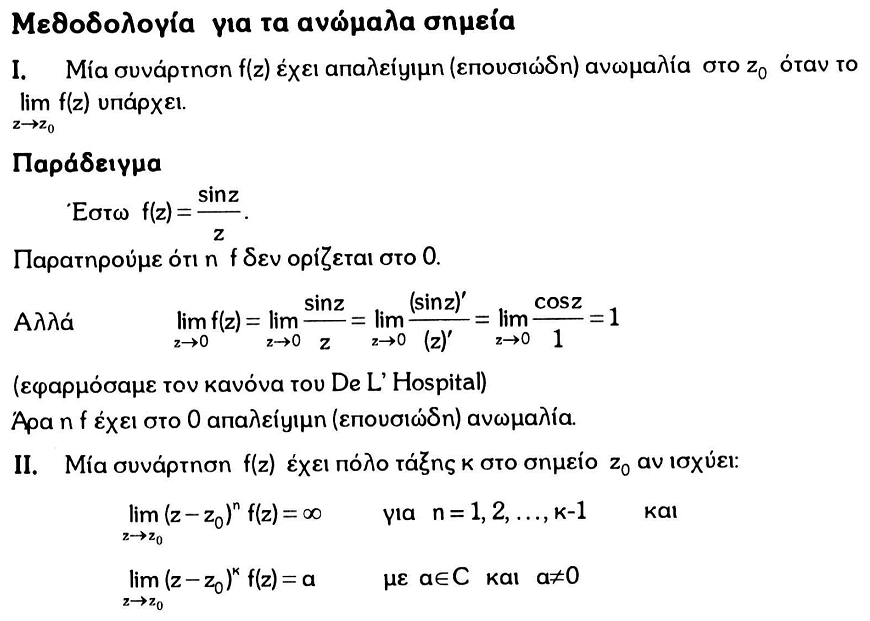 Μεθοδολογία για τα ανώμαλα σημεία
I. Μία συνάρτηση f(z) έχει απαλείψιμη (επουσιώδη) ανωμαλία στο z₀ όταν το
lim f(z) υπάρχει.
z→z₀
Παράδειγμα
Έστω f(z) = sinz / z .
Παρατηρούμε ότι η f δεν ορίζεται στο 0.
Αλλά lim f(z) = lim sinz / z = lim (sinz)′ / (z)′ = lim cosz / 1 = 1
z→0 z→0 z→0 z→0
(εφαρμόσαμε τον κανόνα του De L' Hospital)
Άρα η f έχει στο 0 απαλείψιμη (επουσιώδη) ανωμαλία.
II. Μία συνάρτηση f(z) έχει πόλο τάξης κ στο σημείο z₀ αν ισχύει:
lim (z – z₀)ⁿ f(z) = ∞ για n = 1, 2, ..., κ-1 και
z→z₀
lim (z – z₀)^κ f(z) = α με α∈C και α≠0
z→z₀